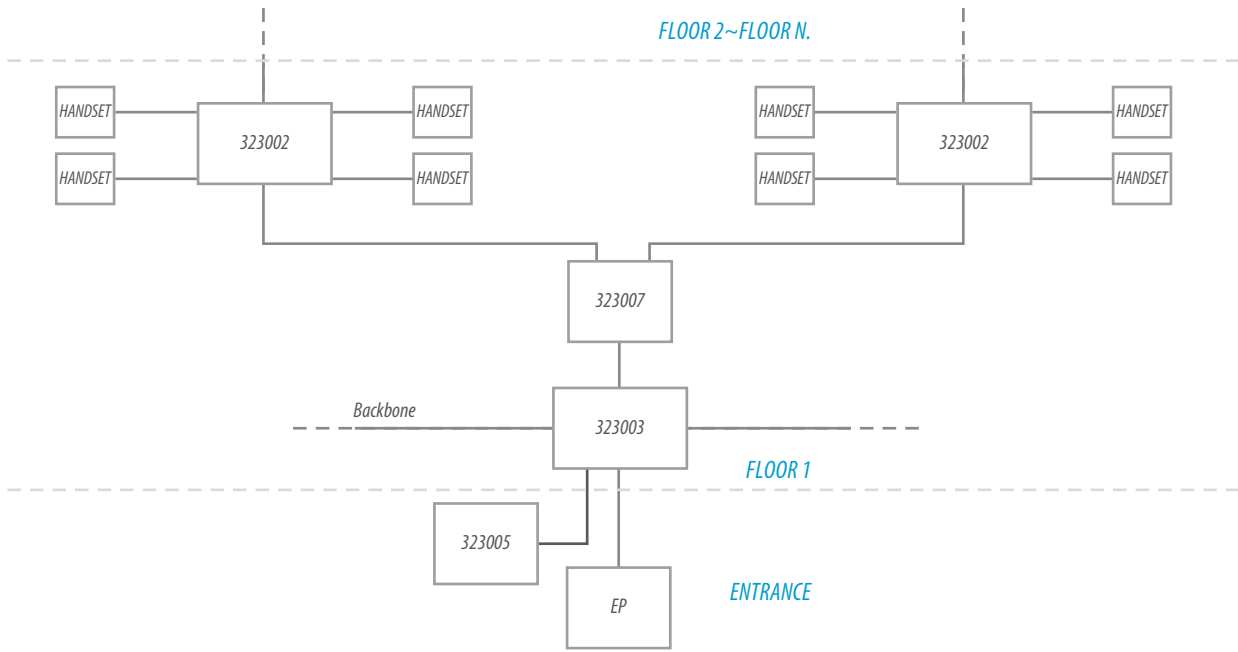 FLOOR 2~FLOOR N.
HANDSET
HANDSET
HANDSET
HANDSET
323002
323002
HANDSET
HANDSET
HANDSET
HANDSET
323007
Backbone
323003
FLOOR 1
323005
EP
ENTRANCE